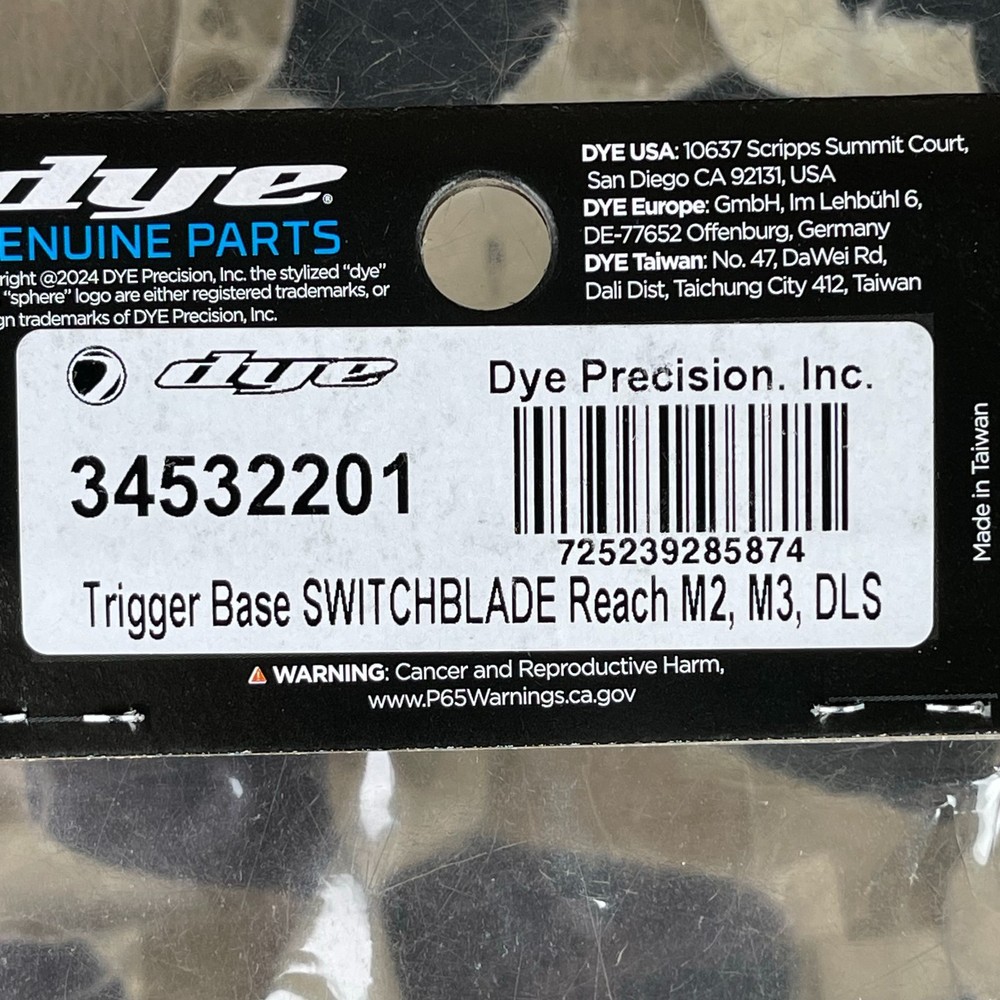 dye®
ENUINE PARTS
right @2024 DYE Precision, Inc. the stylized “dye”
“sphere” logo are either registered trademarks, or
gn trademarks of DYE Precision, Inc.
DYE USA: 10637 Scripps Summit Court,
San Diego CA 92131, USA
DYE Europe: GmbH, Im Lehbühl 6,
DE-77652 Offenburg, Germany
DYE Taiwan: No. 47, DaWei Rd,
Dali Dist, Taichung City 412, Taiwan
dye
Dye Precision. Inc.
34532201
725239285874
Trigger Base SWITCHBLADE Reach M2, M3, DLS
Made in Taiwan
WARNING: Cancer and Reproductive Harm,
www.P65Warnings.ca.gov